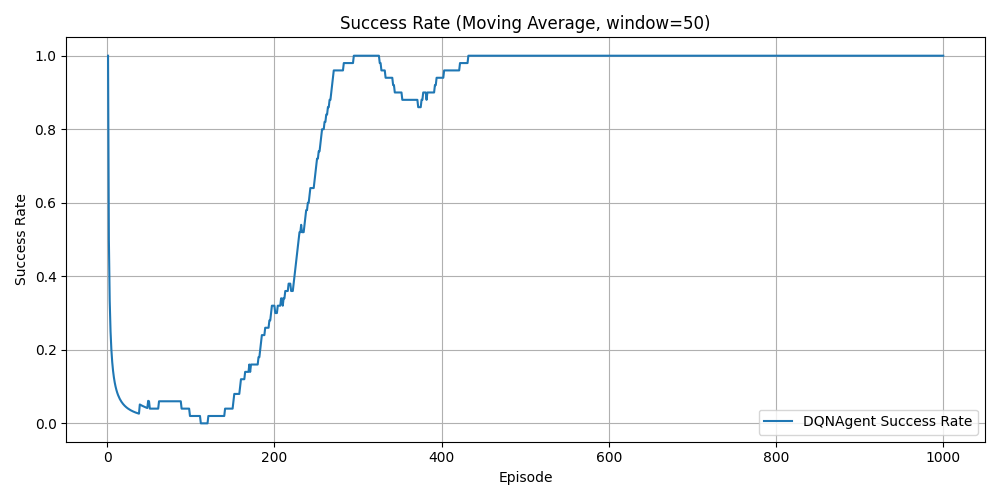 Success Rate (Moving Average, window=50)
Success Rate
1.0
0.8
0.6
0.4
0.2
0.0
0 200 400 600 800 1000
Episode
DQNAgent Success Rate